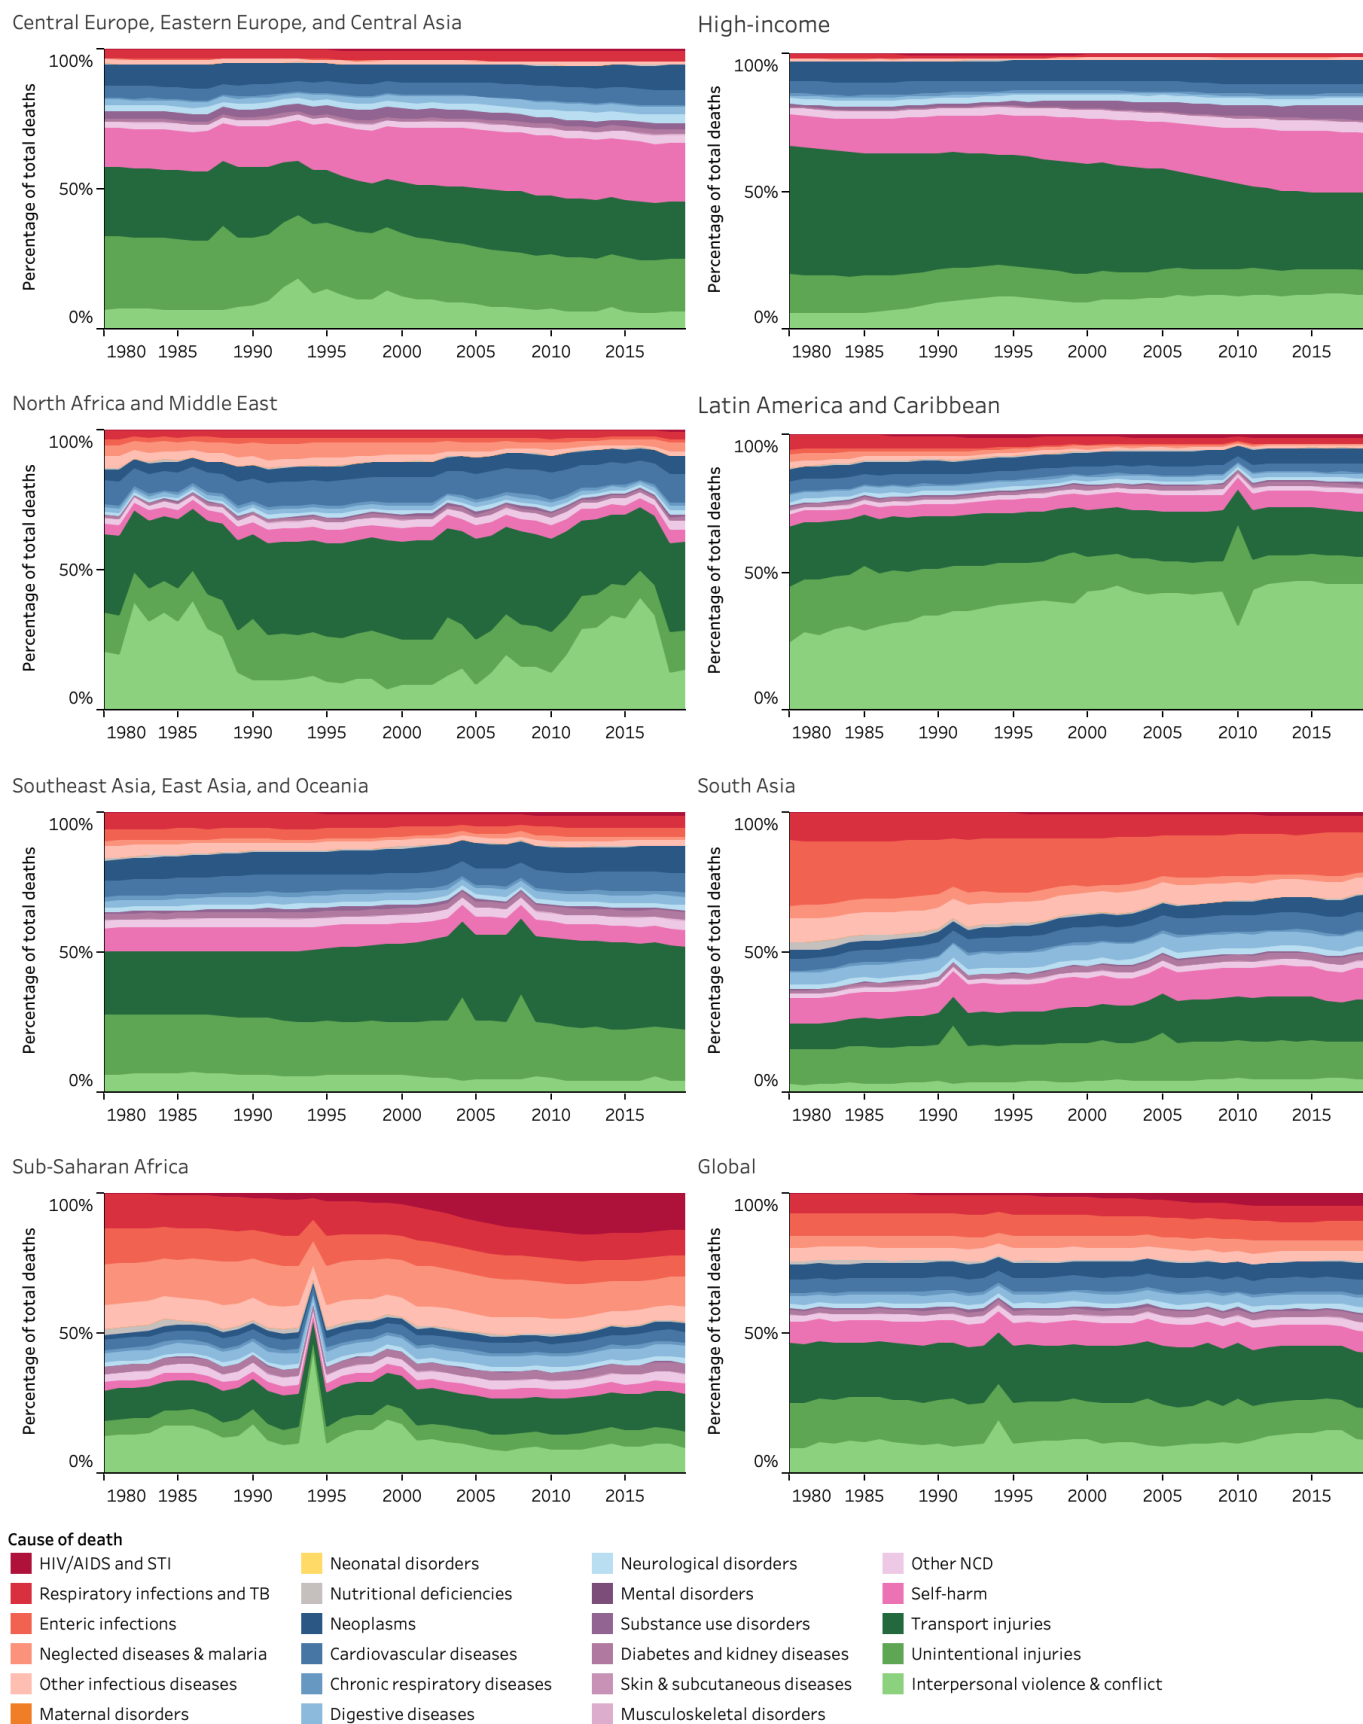 Central Europe, Eastern Europe, and Central Asia
High-income
Percentage of total deaths
100%
50%
0%
1980 1985 1990 1995 2000 2005 2010 2015
Percentage of total deaths
100%
50%
0%
1980 1985 1990 1995 2000 2005 2010 2015
North Africa and Middle East
Latin America and Caribbean
Percentage of total deaths
100%
50%
0%
1980 1985 1990 1995 2000 2005 2010 2015
Percentage of total deaths
100%
50%
0%
1980 1985 1990 1995 2000 2005 2010 2015
Southeast Asia, East Asia, and Oceania
South Asia
Percentage of total deaths
100%
50%
0%
1980 1985 1990 1995 2000 2005 2010 2015
Percentage of total deaths
100%
50%
0%
1980 1985 1990 1995 2000 2005 2010 2015
Sub-Saharan Africa
Global
Percentage of total deaths
100%
50%
0%
1980 1985 1990 1995 2000 2005 2010 2015
Percentage of total deaths
100%
50%
0%
1980 1985 1990 1995 2000 2005 2010 2015
Cause of death
HIV/AIDS and STI
Respiratory infections and TB
Enteric infections
Neglected diseases & malaria
Other infectious diseases
Maternal disorders
Neonatal disorders
Nutritional deficiencies
Neoplasms
Cardiovascular diseases
Chronic respiratory diseases
Digestive diseases
Neurological disorders
Mental disorders
Substance use disorders
Diabetes and kidney diseases
Skin & subcutaneous diseases
Musculoskeletal disorders
Other NCD
Self-harm
Transport injuries
Unintentional injuries
Interpersonal violence & conflict